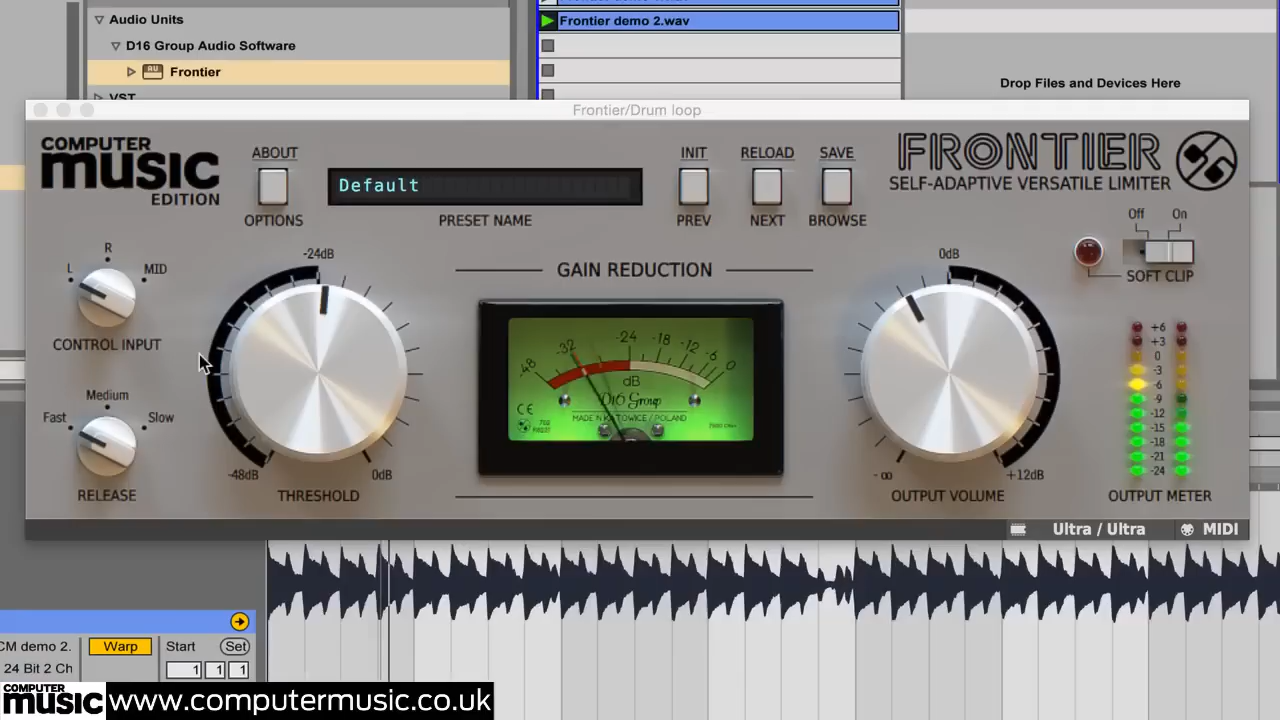 Audio Units
Frontier demo 2.wav
D16 Group Audio Software
AU
Frontier
Drop Files and Devices Here
VST
Frontier/Drum loop
COMPUTER
music
EDITION
ABOUT
OPTIONS
Default
PRESET NAME
INIT
RELOAD
SAVE
PREV
NEXT
BROWSE
FRONTIER
SELF-ADAPTIVE VERSATILE LIMITER
Off
On
SOFT CLIP
L
R
MID
CONTROL INPUT
-24dB
-48dB
0dB
THRESHOLD
Fast
Medium
Slow
RELEASE
GAIN REDUCTION
-48
-32
-24
-18
-12
-6
0
dB
D16 Group
MADE IN KATOWICE / POLAND
CE
0dB
- ∞
+12dB
OUTPUT VOLUME
+6
+3
0
-3
-6
-9
-12
-15
-18
-21
-24
OUTPUT METER
Ultra / Ultra
MIDI
CM demo 2.
Warp
Start
Set
24 Bit 2 Ch
1
1
1
COMPUTER
music
www.computermusic.co.uk